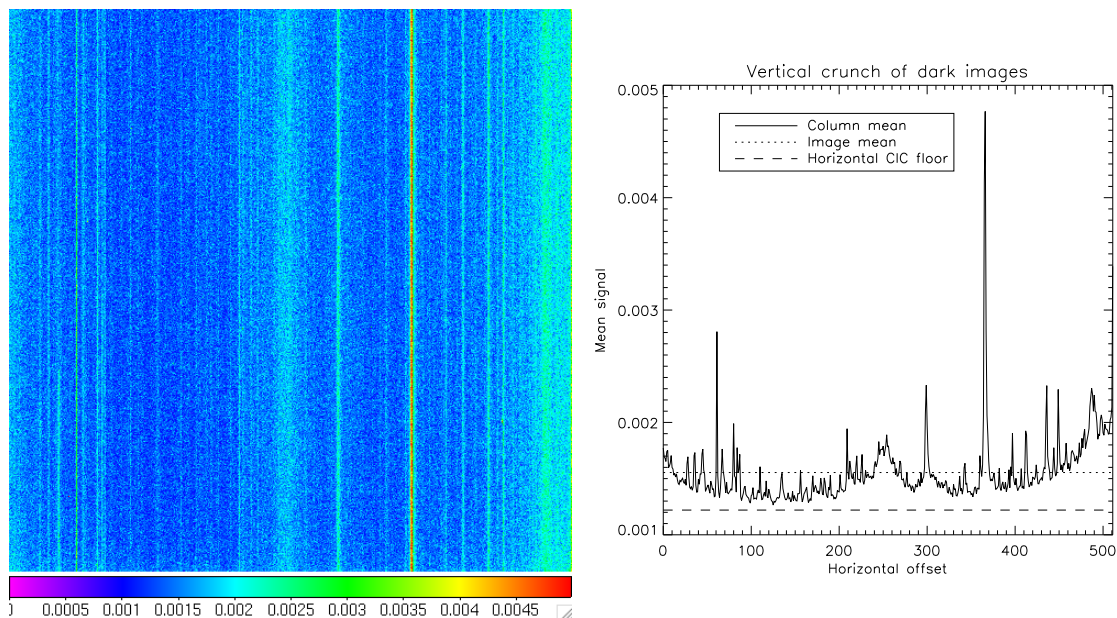 Vertical crunch of dark images
Column mean
Image mean
Horizontal CIC floor
Mean signal
0.005
0.004
0.003
0.002
0.001
0 100 200 300 400 500
Horizontal offset
0.0005 0.001 0.0015 0.002 0.0025 0.003 0.0035 0.004 0.0045